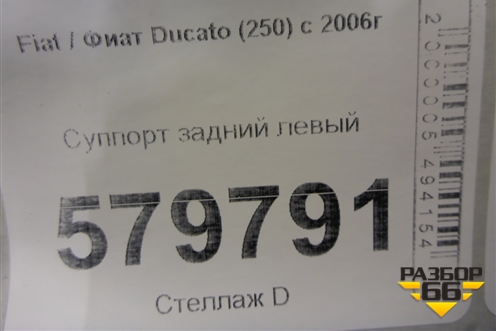 Fiat / Фиат Ducato (250) с 2006г
Суппорт задний левый
579791
Стеллаж D
2000005494154
РАЗБОР
66